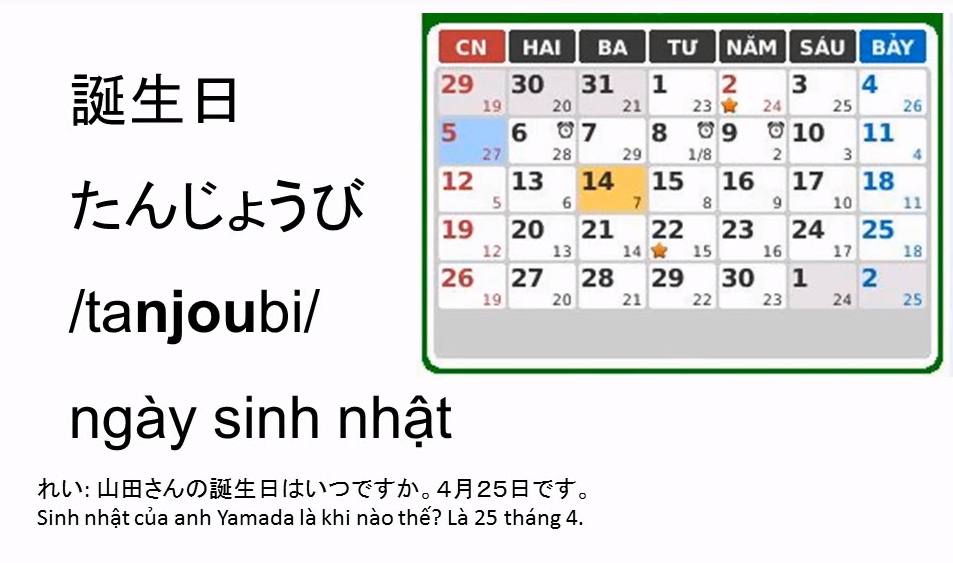 誕生日
たんじょうび
/tanjoubi/
ngày sinh nhật
CN HAI BA TƯ NĂM SÁU BẢY
29 19 30 20 31 21 1 23 2 24 3 25 4 26
5 27 6 28 7 29 8 1/8 9 2 10 3 11 4
12 5 13 6 14 7 15 8 16 9 17 10 18 11
19 12 20 13 21 14 22 15 23 16 24 17 25 18
26 19 27 20 28 21 29 22 30 23 1 24 2 25
れい: 山田さんの誕生日はいつですか。４月２５日です。
Sinh nhật của anh Yamada là khi nào thế? Là 25 tháng 4.